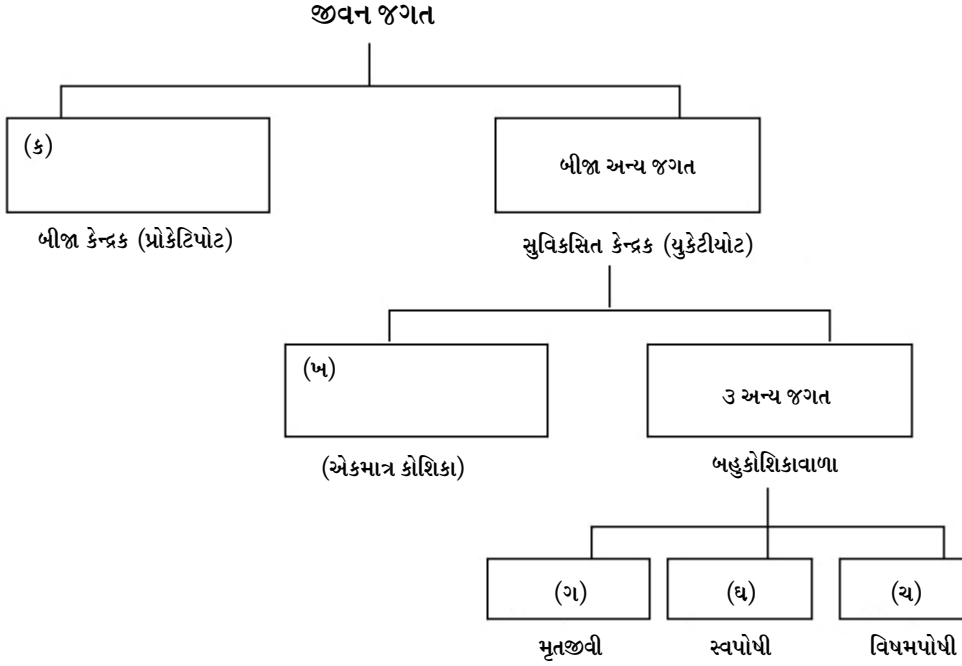 જીવન જગત
(ક)
બીજા અન્ય જગત
બીજા કેન્દ્રક (પ્રોકેટિપોટ)
સુવિકસિત કેન્દ્રક (યુકેટીયોટ)
(ખ)
૩ અન્ય જગત
(એકમાત્ર કોશિકા)
બહુકોશિકાવાળા
(ગ)
(ઘ)
(ચ)
મૃતજીવી
સ્વપોષી
વિષમપોષી